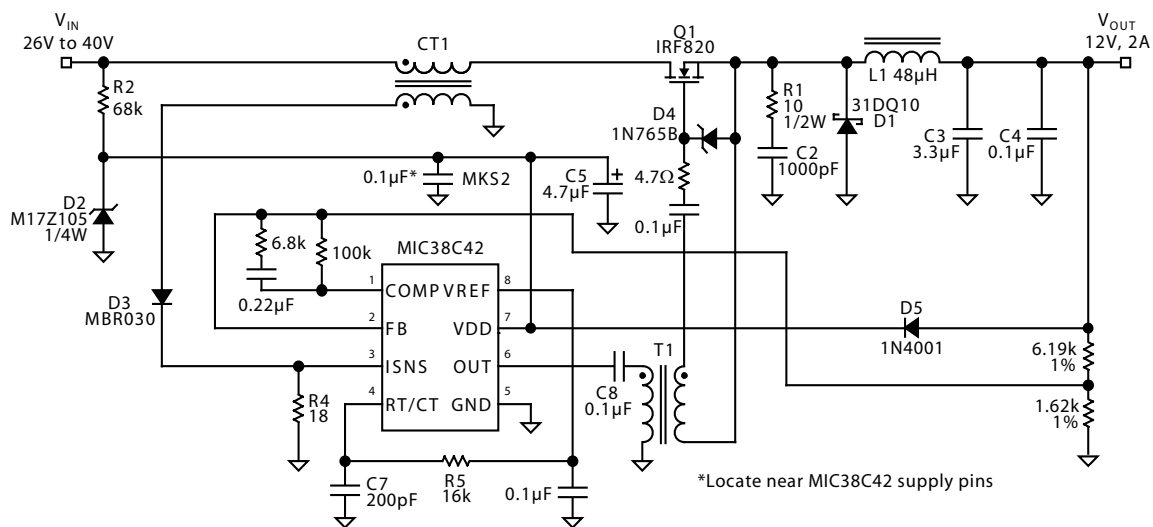 VIN
26V to 40V
CT1
Q1
IRF820
VOUT
12V, 2A
R2
68k
L1 48µH
D4
1N765B
R1
10
1/2W
31DQ10
D1
C2
1000pF
C3
3.3µF
C4
0.1µF
0.1µF*
MKS2
C5
4.7µF
+
4.7Ω
0.1µF
D2
M17Z105
1/4W
6.8k
100k
0.22µF
MIC38C42
D3
MBR030
1
COMP
VREF
8
2
FB
VDD
7
3
ISNS
OUT
6
4
RT/CT
GND
5
D5
1N4001
6.19k
1%
1.62k
1%
T1
C8
0.1µF
R4
18
C7
200pF
R5
16k
0.1µF
*Locate near MIC38C42 supply pins